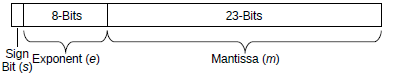 8-Bits 23-Bits
Sign Exponent (e) Mantissa (m)
Bit (s)